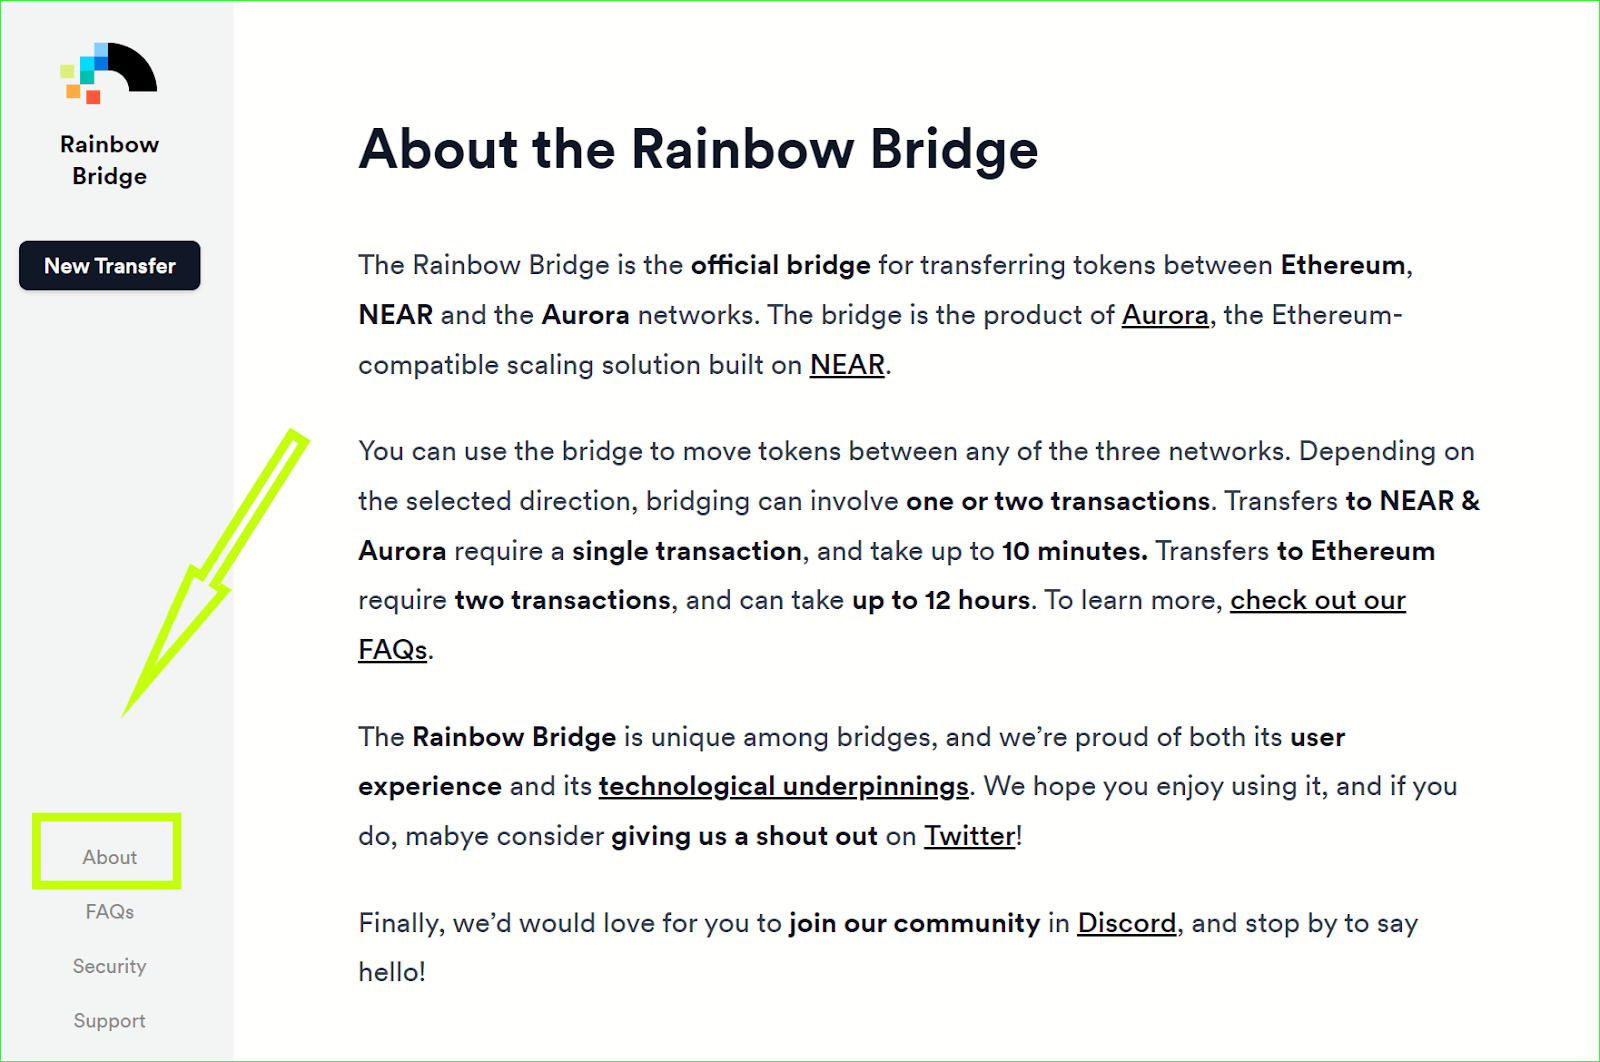 Rainbow
Bridge
New Transfer
About
FAQs
Security
Support
About the Rainbow Bridge
The Rainbow Bridge is the official bridge for transferring tokens between Ethereum,
NEAR and the Aurora networks. The bridge is the product of Aurora, the Ethereum-
compatible scaling solution built on NEAR.
You can use the bridge to move tokens between any of the three networks. Depending on
the selected direction, bridging can involve one or two transactions. Transfers to NEAR &
Aurora require a single transaction, and take up to 10 minutes. Transfers to Ethereum
require two transactions, and can take up to 12 hours. To learn more, check out our
FAQs.
The Rainbow Bridge is unique among bridges, and we’re proud of both its user
experience and its technological underpinnings. We hope you enjoy using it, and if you
do, mabye consider giving us a shout out on Twitter!
Finally, we’d would love for you to join our community in Discord, and stop by to say
hello!